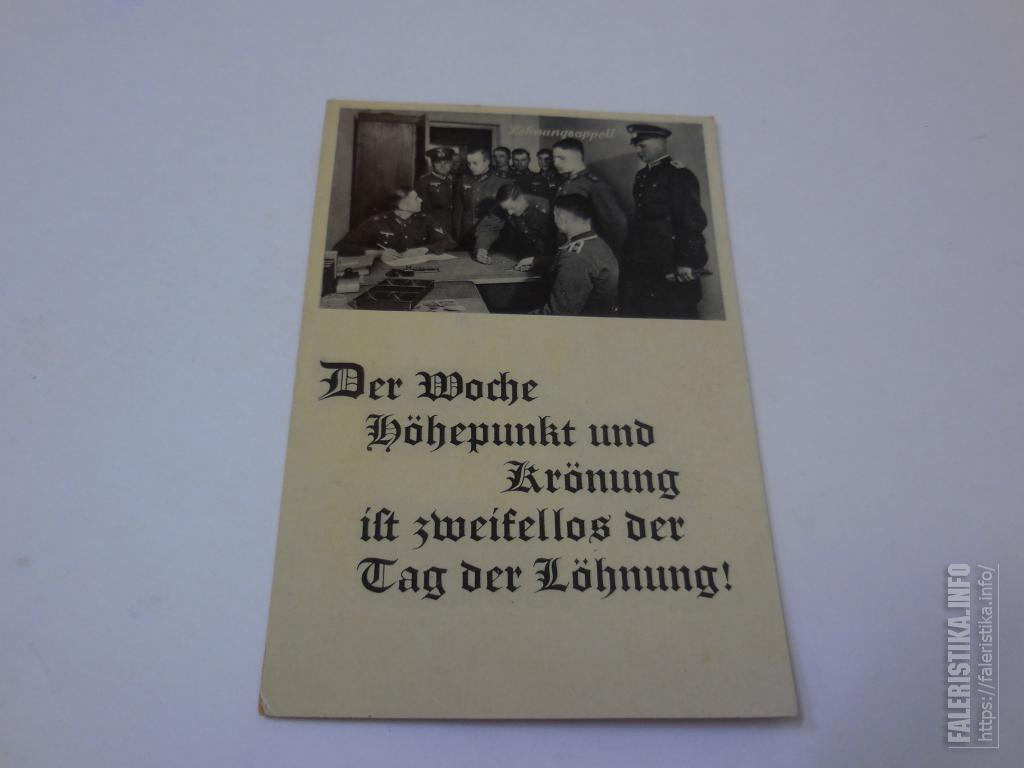 Löhnungsappell
Der Woche
Höhepunkt und
Krönung
ist zweifellos der
Tag der Löhnung!
FALERISTIKA.INFO
https://faleristika.info/